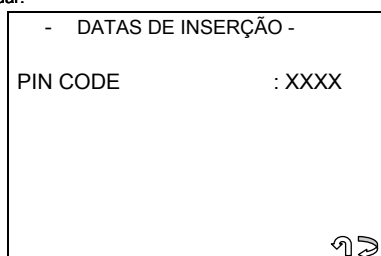 - DATAS DE INSERÇÃO -
PIN CODE : XXXX